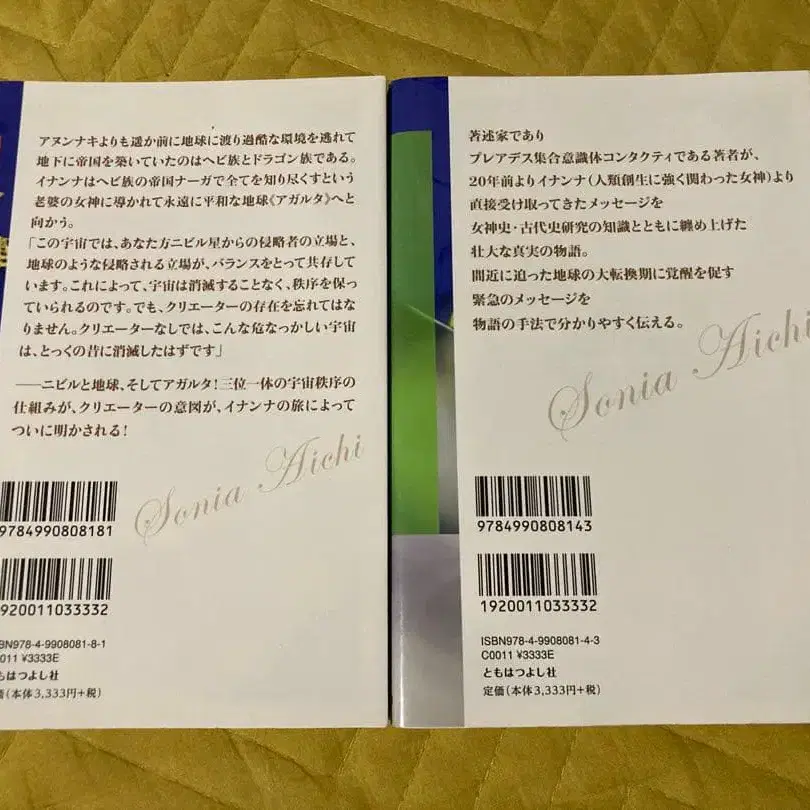 アヌンナキよりも遥か前に地球に渡り過酷な環境を逃れて
地下に帝国を築いていたのはヘビ族とドラゴン族である。
イナンナはヘビ族の帝国ナーガで全てを知り尽くすという
老婆の女神に導かれて永遠に平和な地球《アガルタ》へと
向かう。
「この宇宙では、あなた方ニビル星からの侵略者の立場と、
地球のような侵略される立場が、バランスをとって共存してい
ます。これによって、宇宙は消滅することなく、秩序を保っ
ていられるのです。でも、クリエーターの存在を忘れてはな
りません。クリエーターなしでは、こんな危なっかしい宇宙
は、とっくの昔に消滅したはずです」
――ニビルと地球、そしてアガルタ!三位一体の宇宙秩序の
仕組みが、クリエーターの意図が、イナンナの旅によって
ついに明かされる!
Sonia Aichi
9784990808181
1920011033332
BN978-4-9908081-8-1
0011 ¥3333E
ともはつよし社
価(本体3,333円+税)
著述家であり
プレアデス集合意識体コンタクティである著者が、
20年前よりイナンナ(人類創生に強く関わった女神)より
直接受け取ってきたメッセージを
女神史・古代史研究の知識とともに纏め上げた
壮大な真実の物語。
間近に迫った地球の大転換期に覚醒を促す
緊急のメッセージを
物語の手法で分かりやすく伝える。
Sonia Aichi
9784990808143
1920011033332
ISBN978-4-9908081-4-3
C0011 ¥3333E
ともはつよし社
定価(本体3,333円+税)